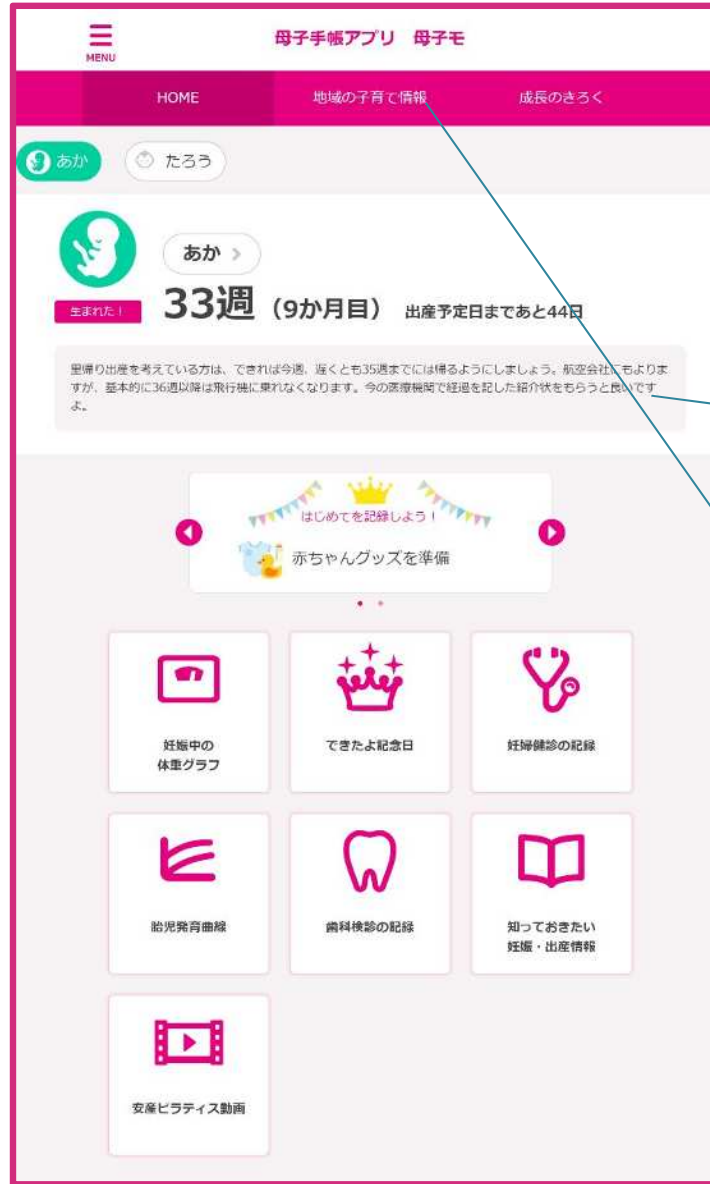 MENU
母子手帳アプリ 母子モ
HOME
地域の子育て情報
成長のきろく
あか
たろう
あか
生まれた！
33週（9か月目） 出産予定日まであと44日
里帰り出産を考えている方は、できれば今週、遅くとも35週までには帰るようにしましょう。航空会社にもよりま
すが、基本的に36週以降は飛行機に乗れなくなります。今の医療機関で経過を記した紹介状をもらうと良いです
よ。
はじめてを記録しよう！
赤ちゃんグッズを準備
妊娠中の
体重グラフ
できたよ記念日
妊婦健診の記録
胎児発育曲線
歯科検診の記録
知っておきたい
妊娠・出産情報
安産ピラティス動画